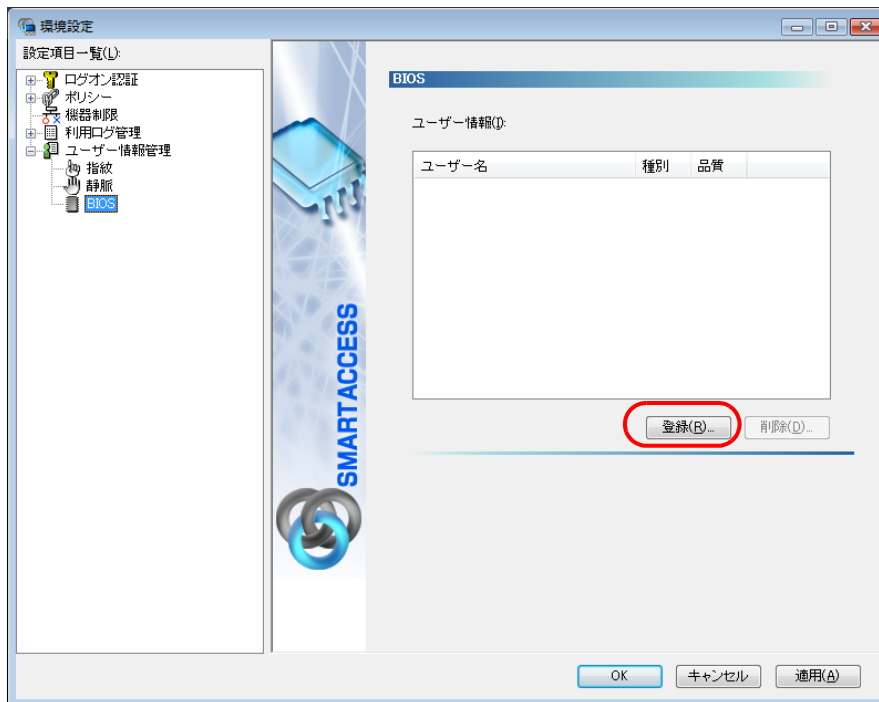 環境設定
設定項目一覧(L):
ログオン認証
ポリシー
機器制限
利用ログ管理
ユーザー情報管理
指紋
静脈
BIOS
SMARTACCESS
BIOS
ユーザー情報(I):
ユーザー名 種別 品質
登録(R)... 削除(D)...
OK キャンセル 適用(A)